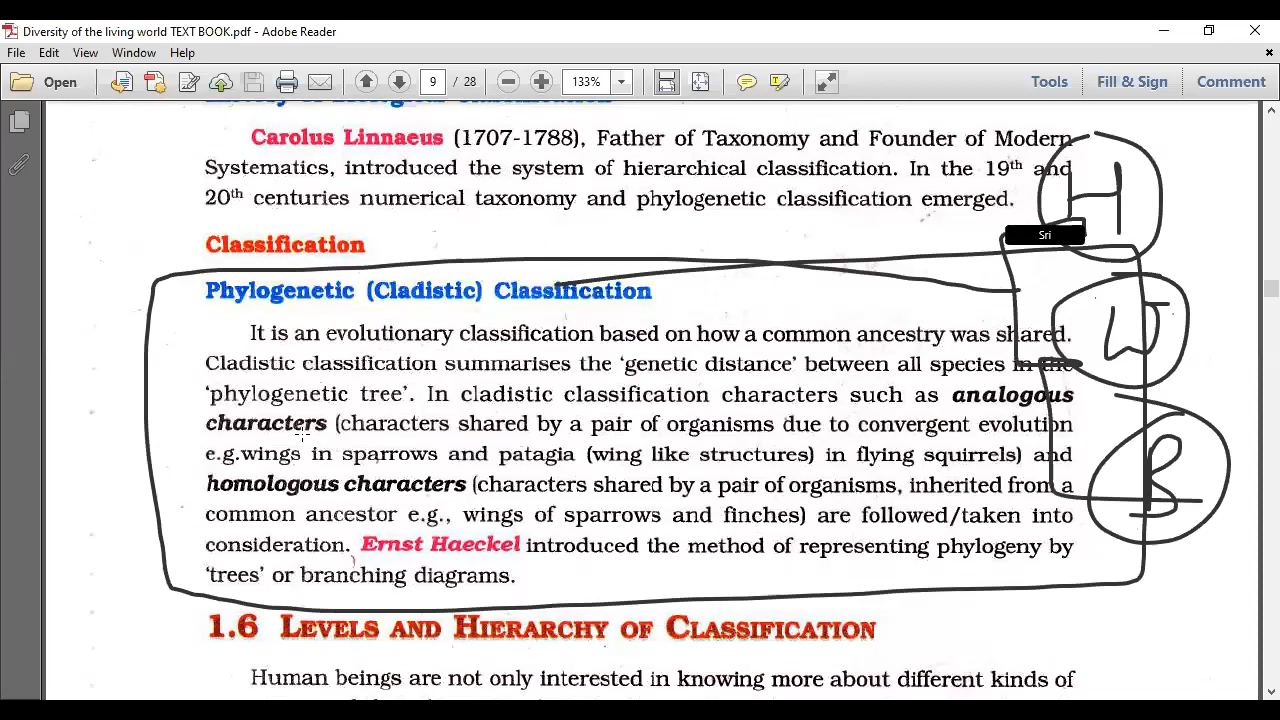 Diversity of the living world TEXT BOOK.pdf - Adobe Reader
File Edit View Window Help
Open 9 / 28 133% Tools Fill & Sign Comment
History of Biological Classification
Carolus Linnaeus (1707-1788), Father of Taxonomy and Founder of Modern
Systematics, introduced the system of hierarchical classification. In the 19th and
20th centuries numerical taxonomy and phylogenetic classification emerged.
H
Sri
Classification
Phylogenetic (Cladistic) Classification
It is an evolutionary classification based on how a common ancestry was shared.
W
Cladistic classification summarises the 'genetic distance' between all species in the
'phylogenetic tree'. In cladistic classification characters such as analogous
characters (characters shared by a pair of organisms due to convergent evolution
e.g.wings in sparrows and patagia (wing like structures) in flying squirrels) and
homologous characters (characters shared by a pair of organisms, inherited from a
B
common ancestor e.g., wings of sparrows and finches) are followed/taken into
consideration. Ernst Haeckel introduced the method of representing phylogeny by
'trees' or branching diagrams.
1.6 LEVELS AND HIERARCHY OF CLASSIFICATION
Human beings are not only interested in knowing more about different kinds of